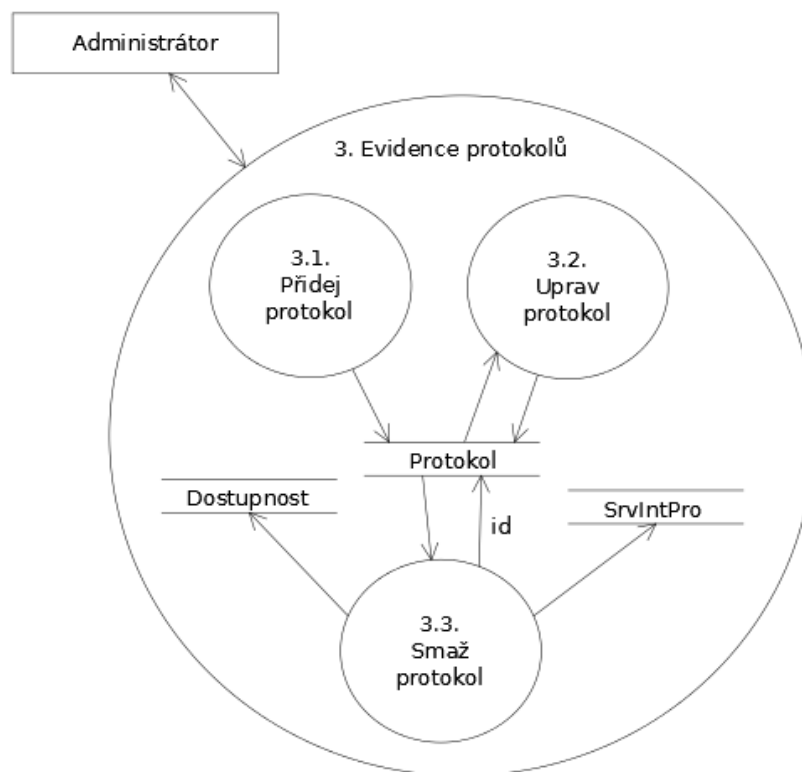 Administrátor
3. Evidence protokolů
3.1.
Přidej
protokol
3.2.
Uprav
protokol
Protokol
Dostupnost
SrvIntPro
id
3.3.
Smaž
protokol